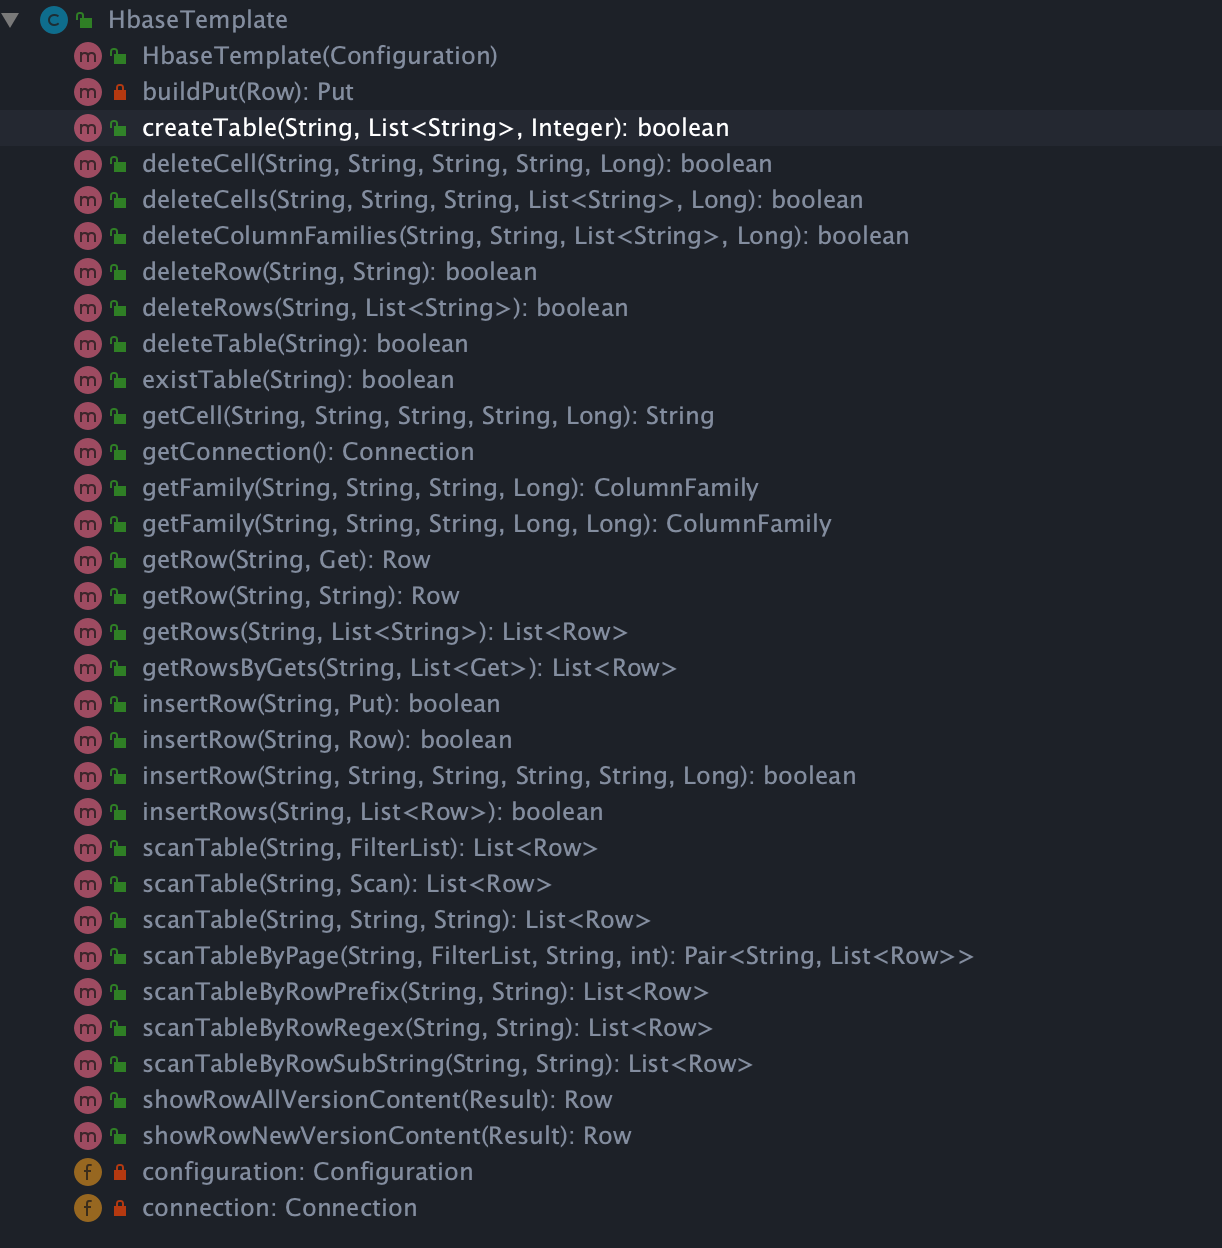 C HbaseTemplate
m HbaseTemplate(Configuration)
m buildPut(Row): Put
m createTable(String, List<String>, Integer): boolean
m deleteCell(String, String, String, String, Long): boolean
m deleteCells(String, String, String, List<String>, Long): boolean
m deleteColumnFamilies(String, String, List<String>, Long): boolean
m deleteRow(String, String): boolean
m deleteRows(String, List<String>): boolean
m deleteTable(String): boolean
m existTable(String): boolean
m getCell(String, String, String, String, Long): String
m getConnection(): Connection
m getFamily(String, String, String, Long): ColumnFamily
m getFamily(String, String, String, Long, Long): ColumnFamily
m getRow(String, Get): Row
m getRow(String, String): Row
m getRows(String, List<String>): List<Row>
m getRowsByGets(String, List<Get>): List<Row>
m insertRow(String, Put): boolean
m insertRow(String, Row): boolean
m insertRow(String, String, String, String, String, Long): boolean
m insertRows(String, List<Row>): boolean
m scanTable(String, FilterList): List<Row>
m scanTable(String, Scan): List<Row>
m scanTable(String, String, String): List<Row>
m scanTableByPage(String, FilterList, String, int): Pair<String, List<Row>>
m scanTableByRowPrefix(String, String): List<Row>
m scanTableByRowRegex(String, String): List<Row>
m scanTableByRowSubString(String, String): List<Row>
m showRowAllVersionContent(Result): Row
m showRowNewVersionContent(Result): Row
f configuration: Configuration
f connection: Connection